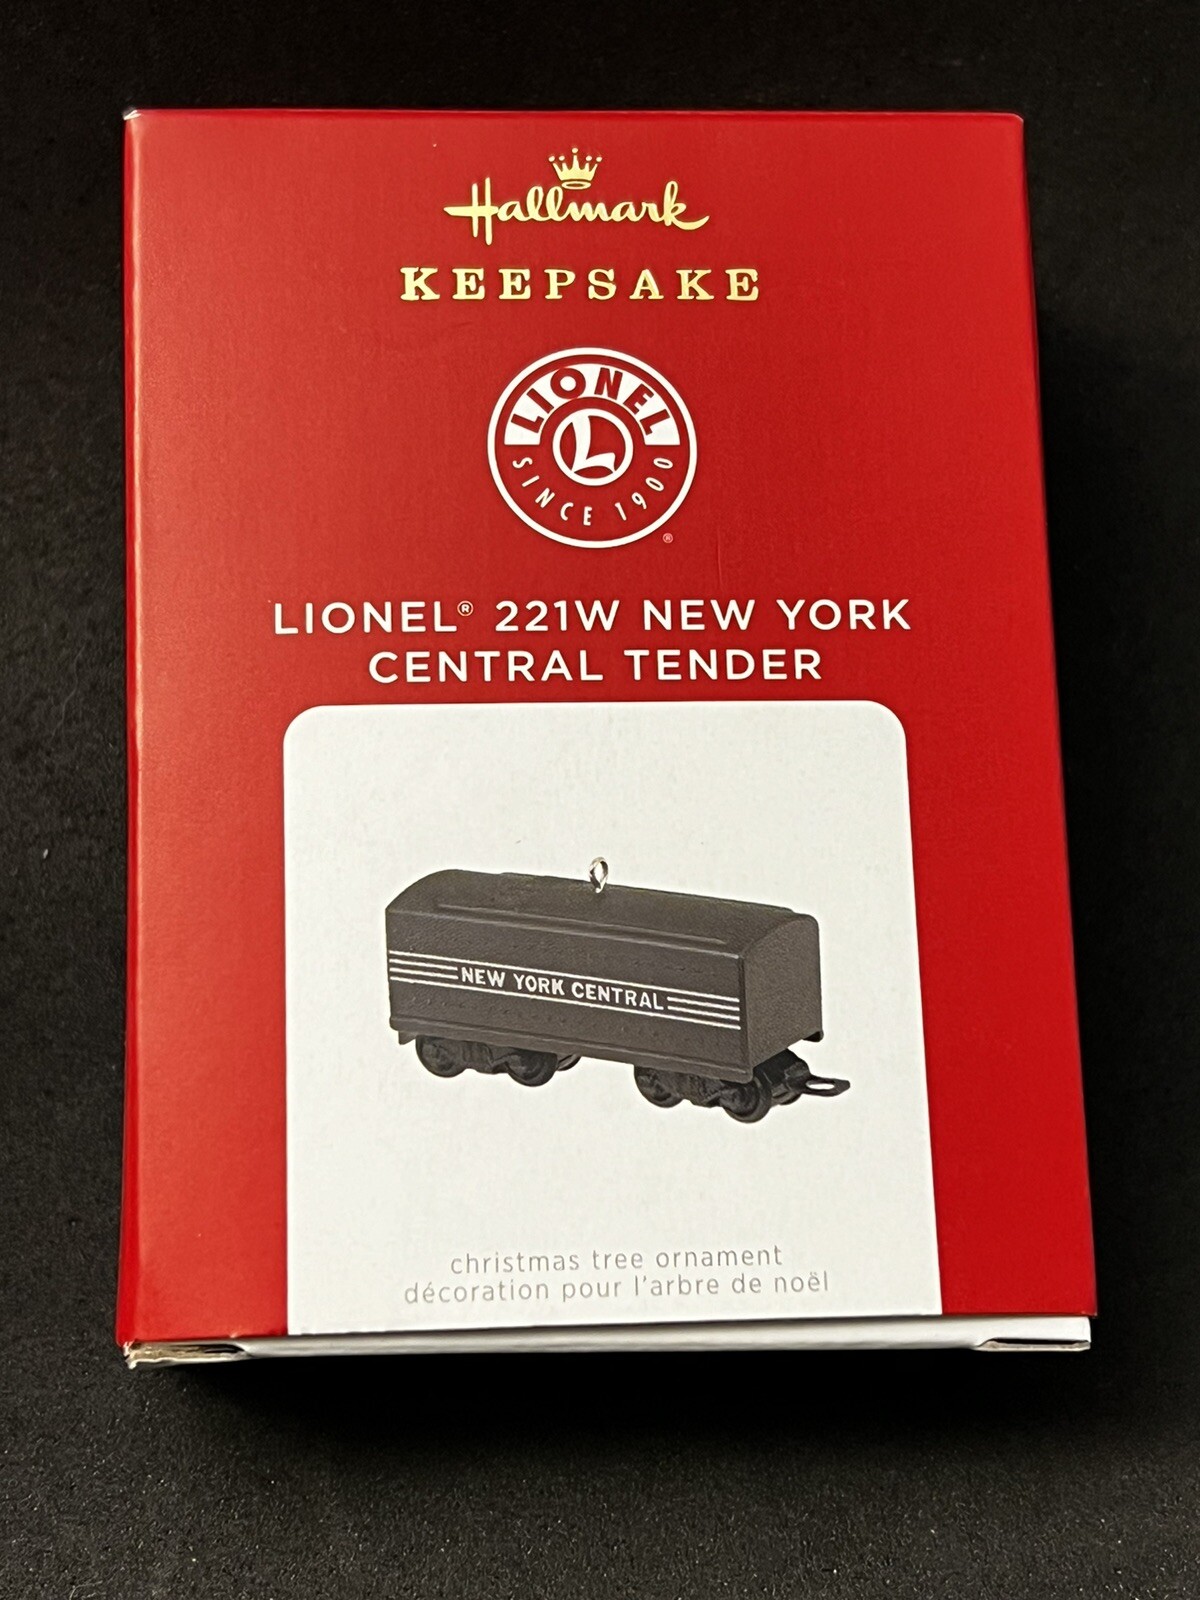 Hallmark
KEEPSAKE
LIONEL
L
SINCE 1900
®
LIONEL® 221W NEW YORK
CENTRAL TENDER
NEW YORK CENTRAL
christmas tree ornament
décoration pour l'arbre de noël